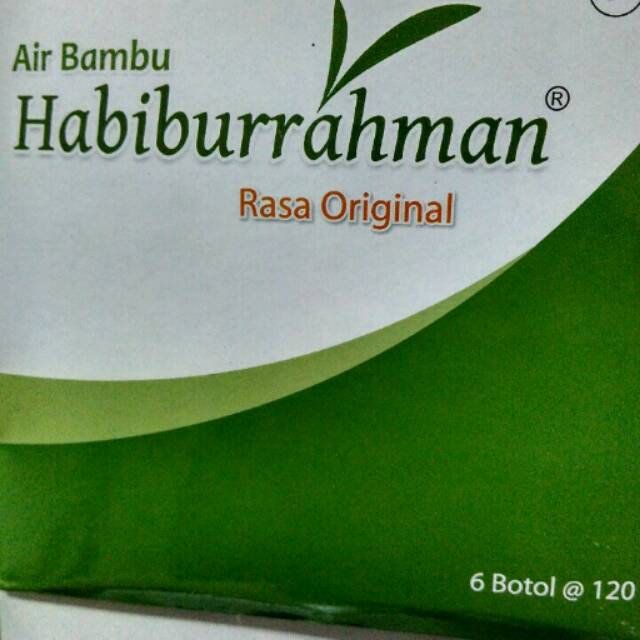 Air Bambu
Habiburrahman®
Rasa Original
6 Botol @ 120